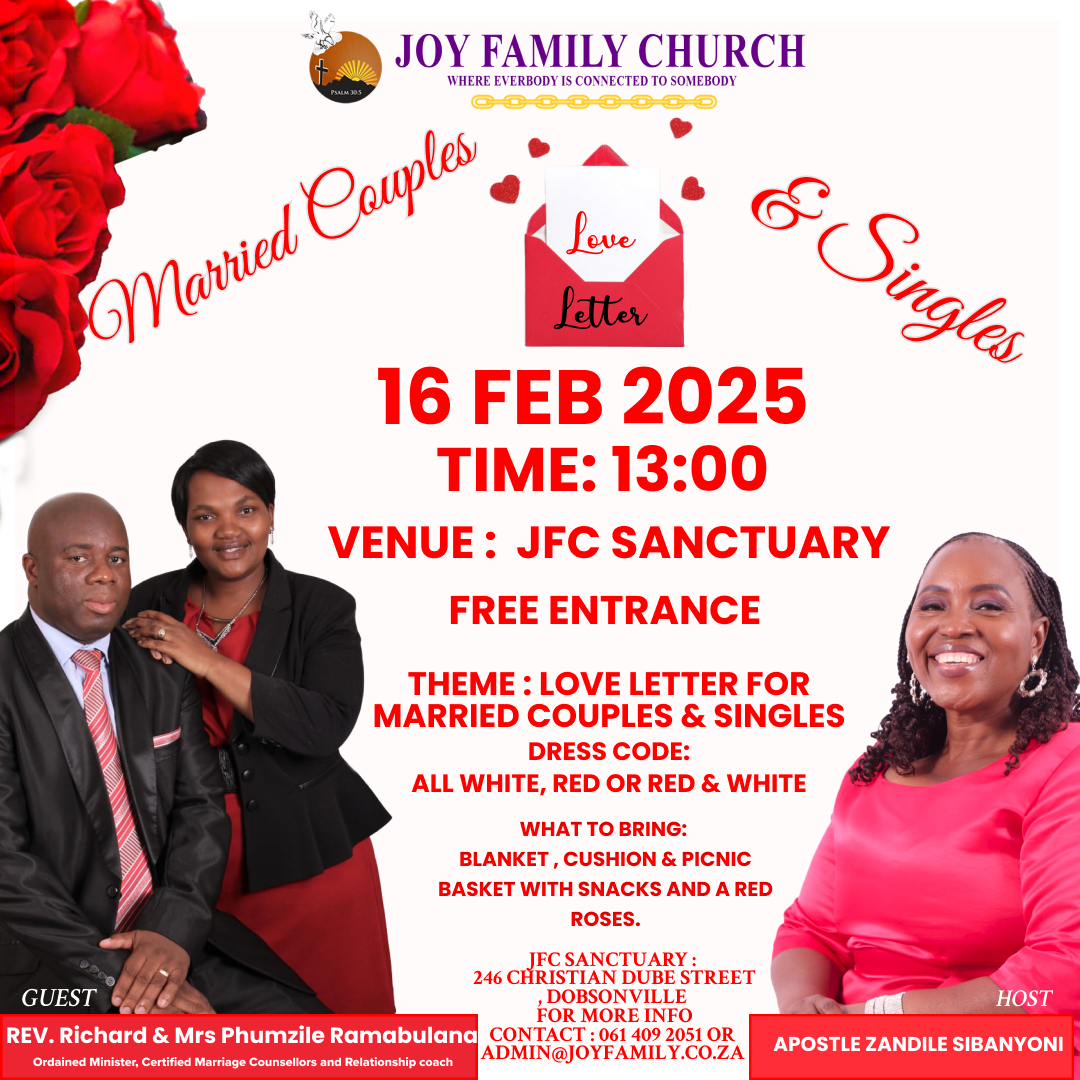 JOY FAMILY CHURCH
WHERE EVERBODY IS CONNECTED TO SOMEBODY
PSALM 30:5
Married Couples
& Singles
Love
Letter
16 FEB 2025
TIME: 13:00
VENUE : JFC SANCTUARY
FREE ENTRANCE
THEME : LOVE LETTER FOR
MARRIED COUPLES & SINGLES
DRESS CODE:
ALL WHITE, RED OR RED & WHITE
WHAT TO BRING:
BLANKET , CUSHION & PICNIC
BASKET WITH SNACKS AND A RED
ROSES.
JFC SANCTUARY :
246 CHRISTIAN DUBE STREET
, DOBSONVILLE
FOR MORE INFO
CONTACT : 061 409 2051 OR
ADMIN@JOYFAMILY.CO.ZA
GUEST
REV. Richard & Mrs Phumzile Ramabulana
Ordained Minister, Certified Marriage Counsellors and Relationship coach
HOST
APOSTLE ZANDILE SIBANYONI